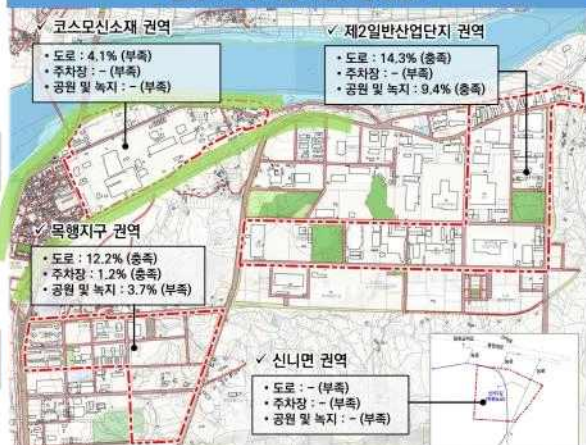 ✓ 코스모신소재 권역
• 도로 : 4.1% (부족)
• 주차장 : - (부족)
• 공원 및 녹지 : - (부족)
✓ 제2일반산업단지 권역
• 도로 : 14.3% (충족)
• 주차장 : - (부족)
• 공원 및 녹지 : 9.4% (충족)
✓ 목행지구 권역
• 도로 : 12.2% (충족)
• 주차장 : 1.2% (충족)
• 공원 및 녹지 : 3.7% (부족)
✓ 신니면 권역
• 도로 : - (부족)
• 주차장 : - (부족)
• 공원 및 녹지 : - (부족)